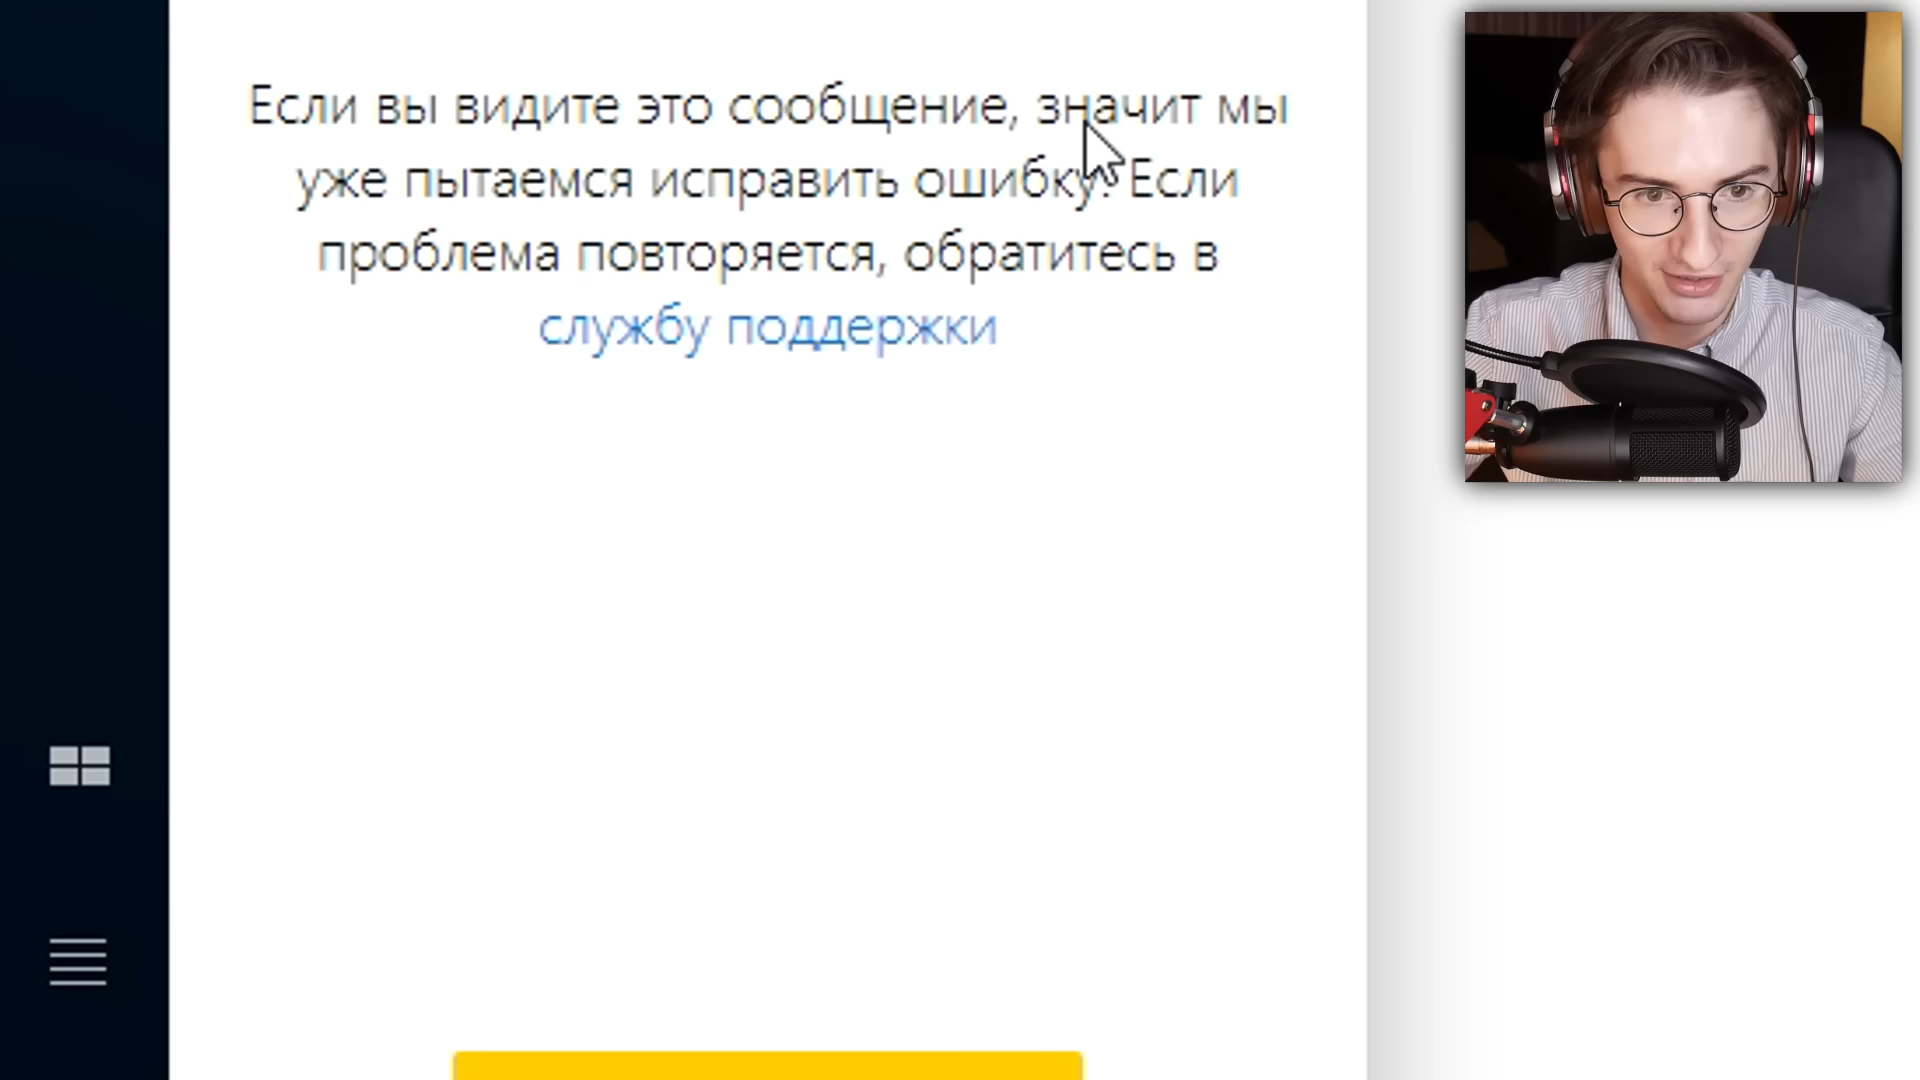 Если вы видите это сообщение, значит мы
уже пытаемся исправить ошибку. Если
проблема повторяется, обратитесь в
службу поддержки